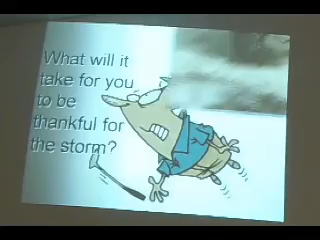 What will it
take for you
to be
thankful for
the storm?